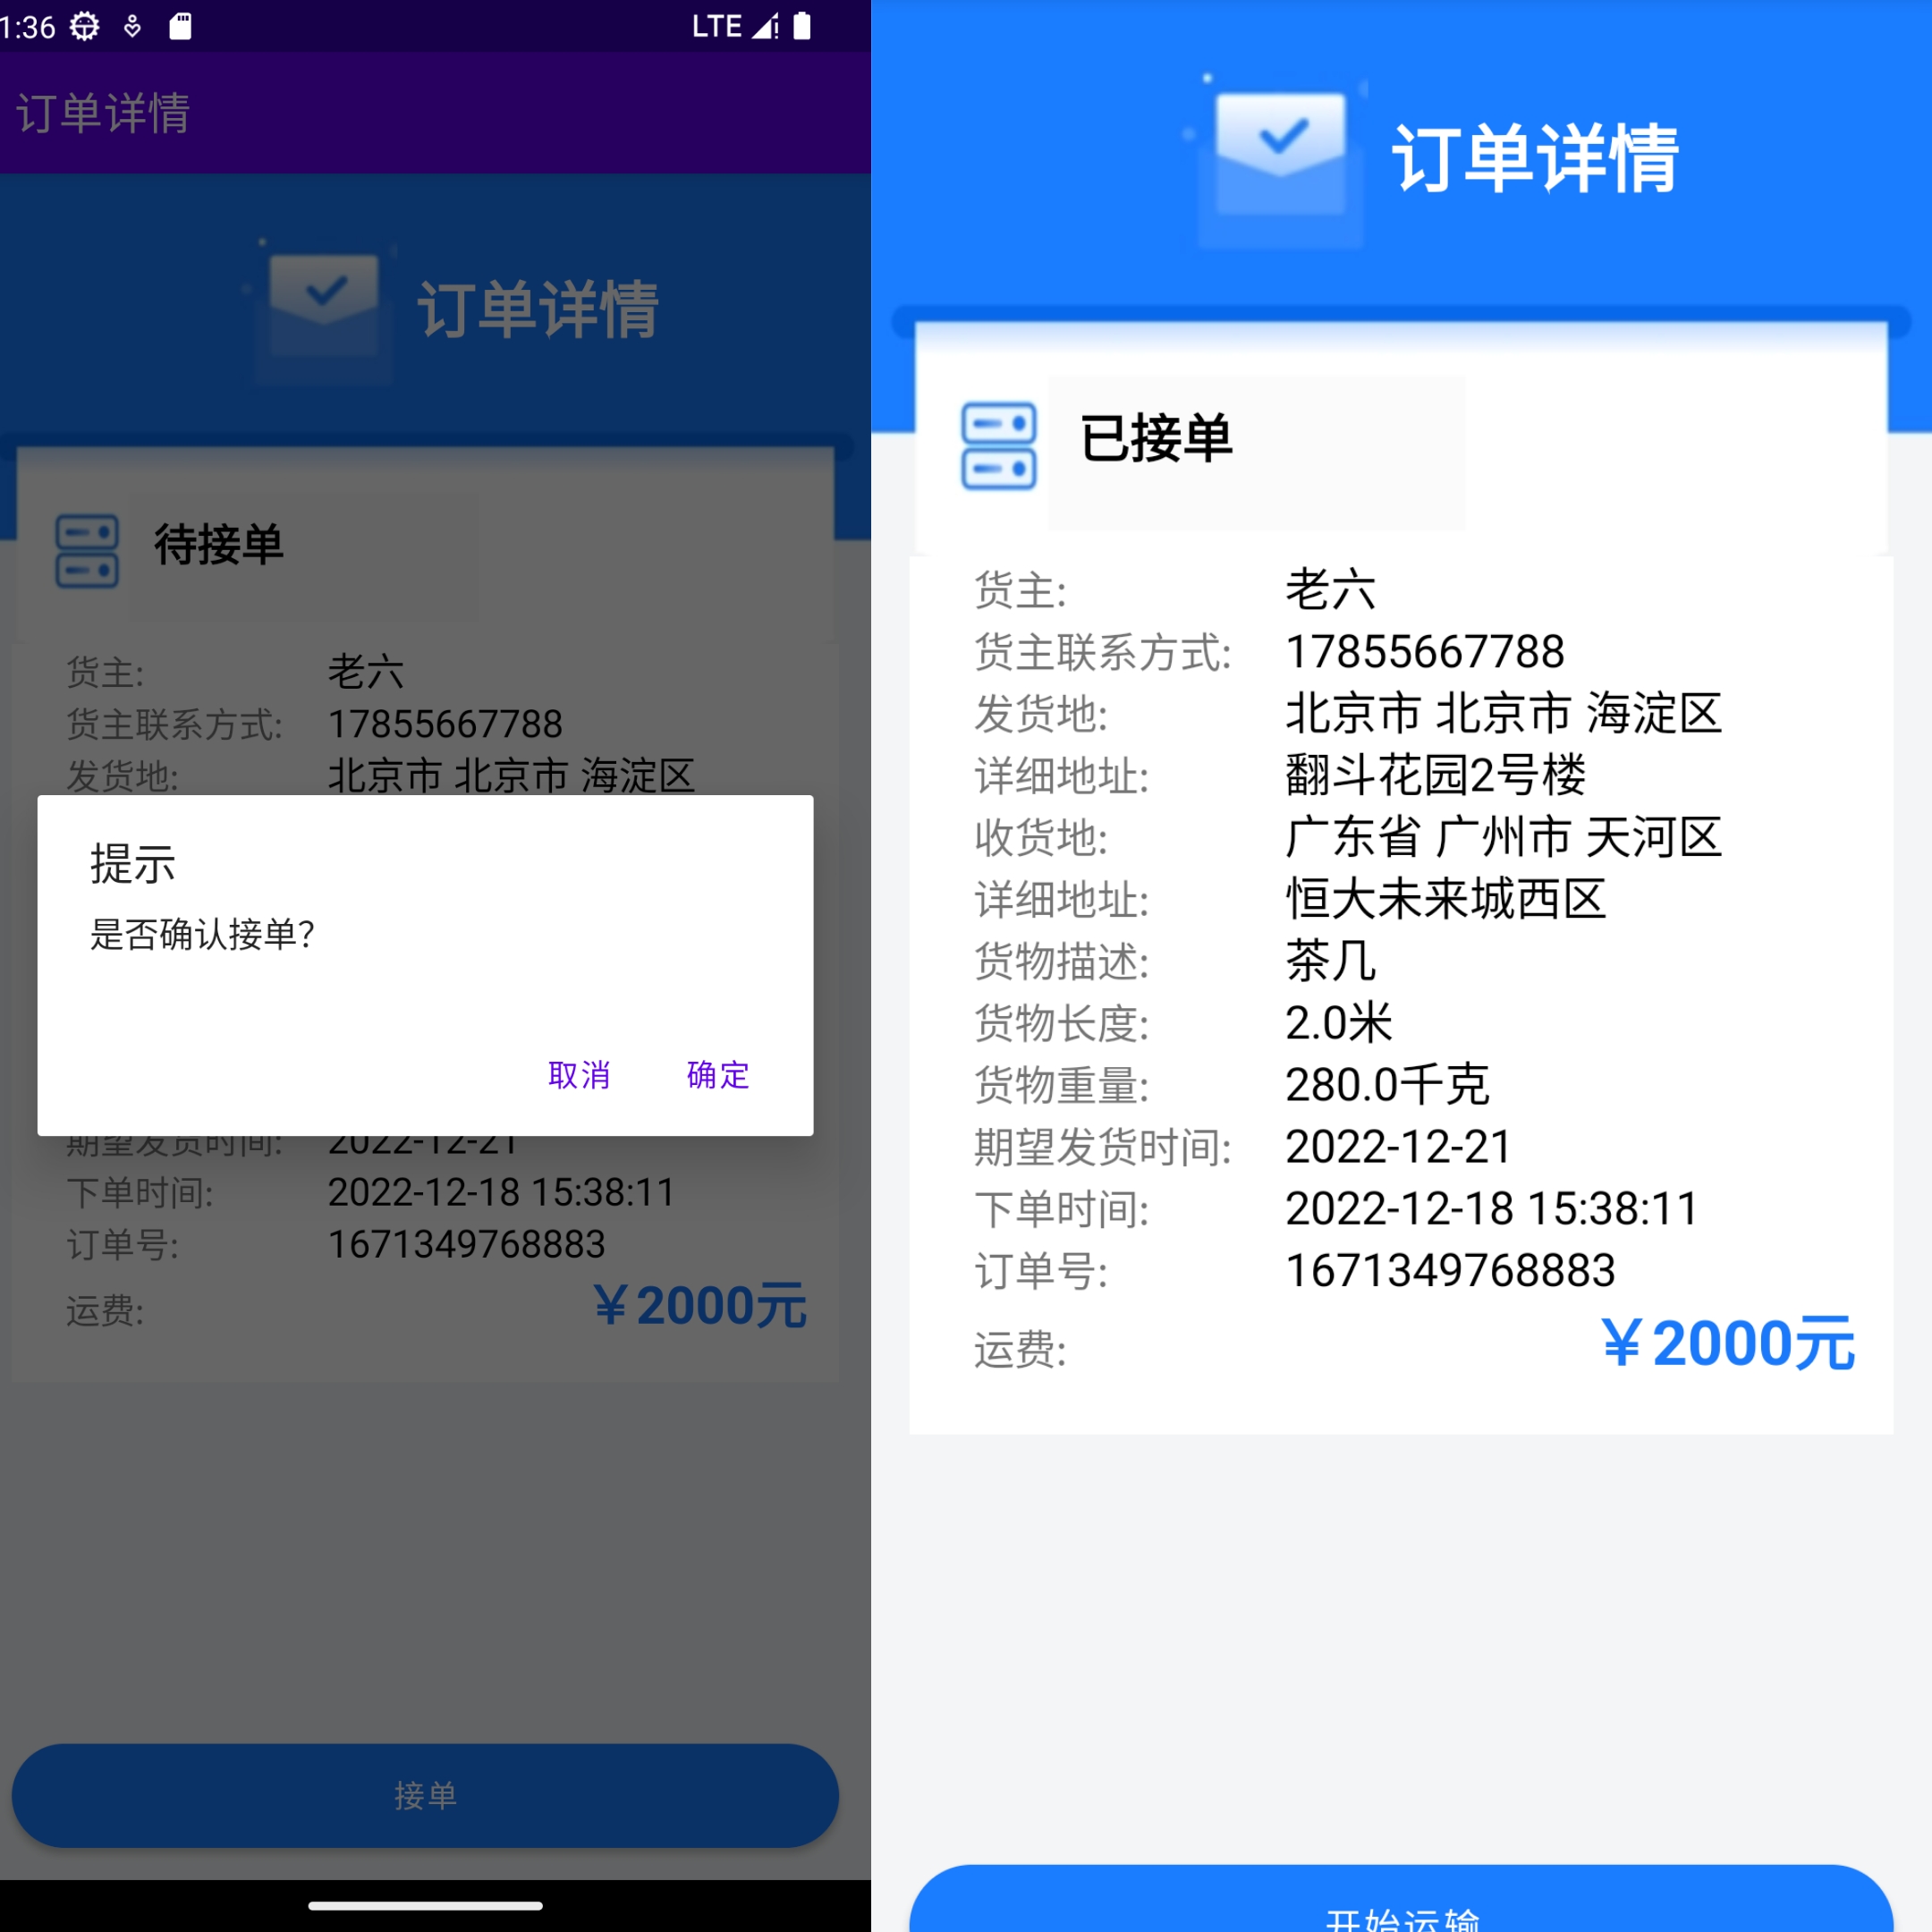 1:36
LTE
订单详情
订单详情
待接单
货主: 老六
货主联系方式: 17855667788
发货地: 北京市 北京市 海淀区
提示
是否确认接单?
取消 确定
期望发货时间: 2022-12-21
下单时间: 2022-12-18 15:38:11
订单号: 1671349768883
运费: ￥2000元
接单
订单详情
已接单
货主: 老六
货主联系方式: 17855667788
发货地: 北京市 北京市 海淀区
详细地址: 翻斗花园2号楼
收货地: 广东省 广州市 天河区
详细地址: 恒大未来城西区
货物描述: 茶几
货物长度: 2.0米
货物重量: 280.0千克
期望发货时间: 2022-12-21
下单时间: 2022-12-18 15:38:11
订单号: 1671349768883
运费: ￥2000元
开始运输